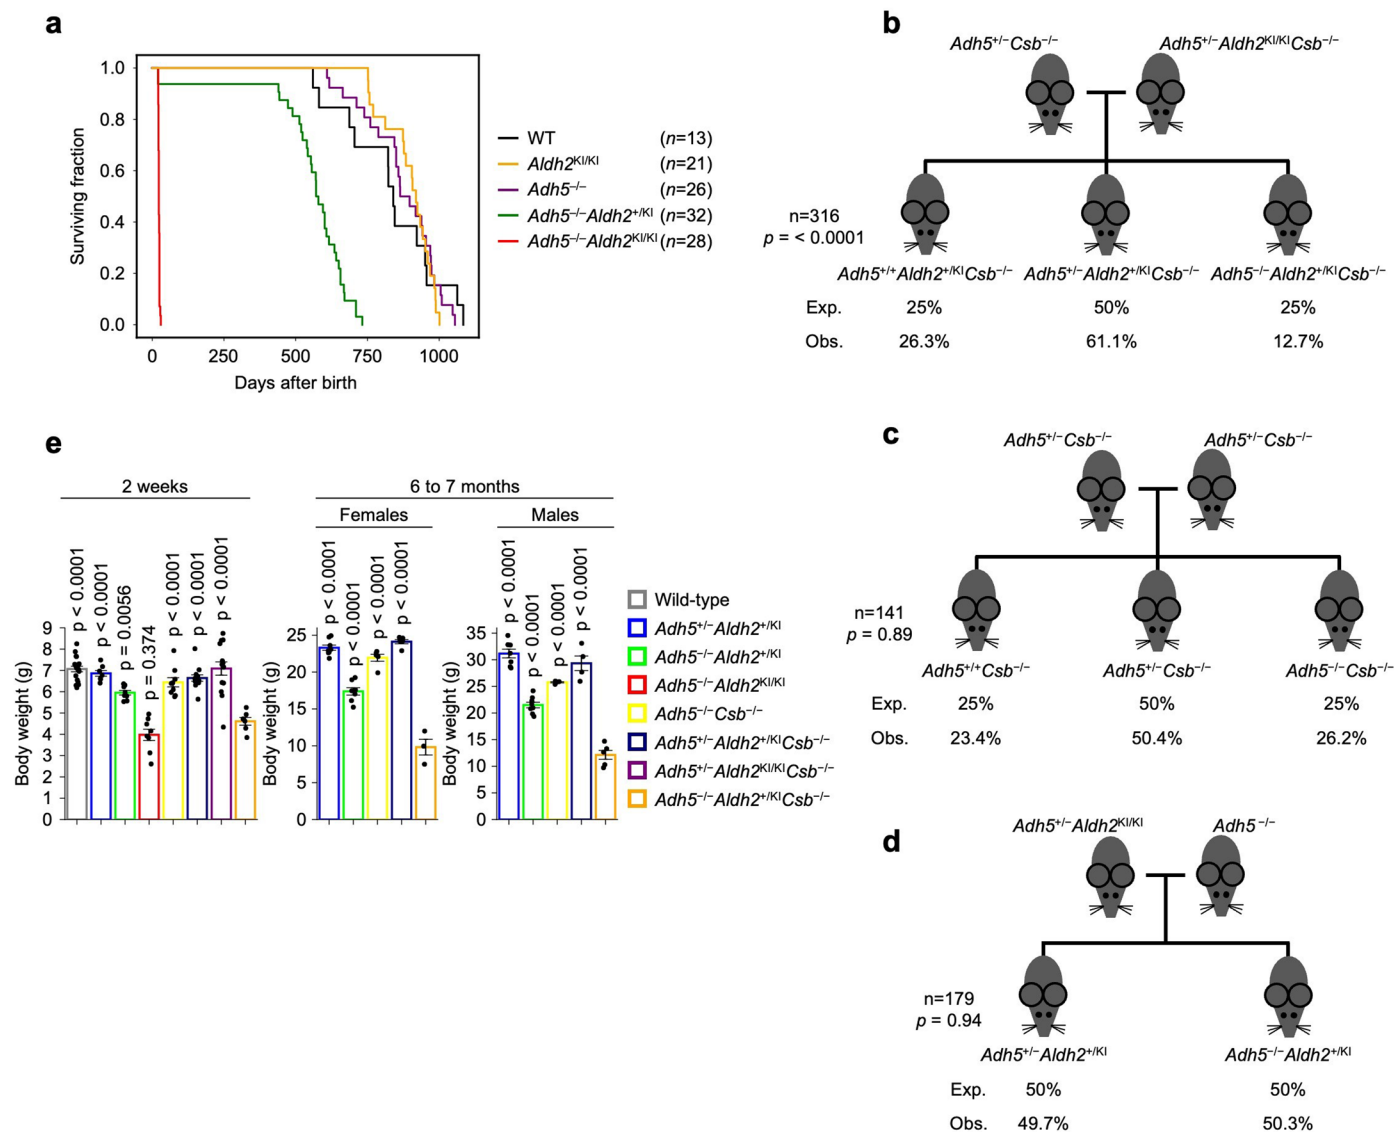 a
1.0
0.8
0.6
0.4
0.2
0.0
Surviving fraction
0 250 500 750 1000
Days after birth
WT (n=13)
Aldh2KI/KI (n=21)
Adh5−/− (n=26)
Adh5−/−Aldh2+/KI (n=32)
Adh5−/−Aldh2KI/KI (n=28)
b
Adh5+/−Csb−/− Adh5+/−Aldh2KI/KICsb−/−
n=316
p = < 0.0001
Adh5+/+Aldh2+/KICsb−/− Adh5+/−Aldh2+/KICsb−/− Adh5−/−Aldh2+/KICsb−/−
Exp. 25% 50% 25%
Obs. 26.3% 61.1% 12.7%
c
Adh5+/−Csb−/− Adh5+/−Csb−/−
n=141
p = 0.89
Adh5+/+Csb−/− Adh5+/−Csb−/− Adh5−/−Csb−/−
Exp. 25% 50% 25%
Obs. 23.4% 50.4% 26.2%
d
Adh5+/−Aldh2KI/KI Adh5−/−
n=179
p = 0.94
Adh5+/−Aldh2+/KI Adh5−/−Aldh2+/KI
Exp. 50% 50%
Obs. 49.7% 50.3%
e
2 weeks
p < 0.0001
p < 0.0001
p = 0.0056
p = 0.374
p < 0.0001
p < 0.0001
p < 0.0001
9
8
7
6
5
4
3
2
1
0
Body weight (g)
6 to 7 months
Females
p < 0.0001
p < 0.0001
p < 0.0001
p < 0.0001
25
20
15
10
5
0
Body weight (g)
Males
p < 0.0001
p < 0.0001
p < 0.0001
p < 0.0001
35
30
25
20
15
10
5
0
Body weight (g)
Wild-type
Adh5+/−Aldh2+/KI
Adh5−/−Aldh2+/KI
Adh5−/−Aldh2KI/KI
Adh5−/−Csb−/−
Adh5+/−Aldh2+/KICsb−/−
Adh5+/−Aldh2KI/KICsb−/−
Adh5−/−Aldh2+/KICsb−/−